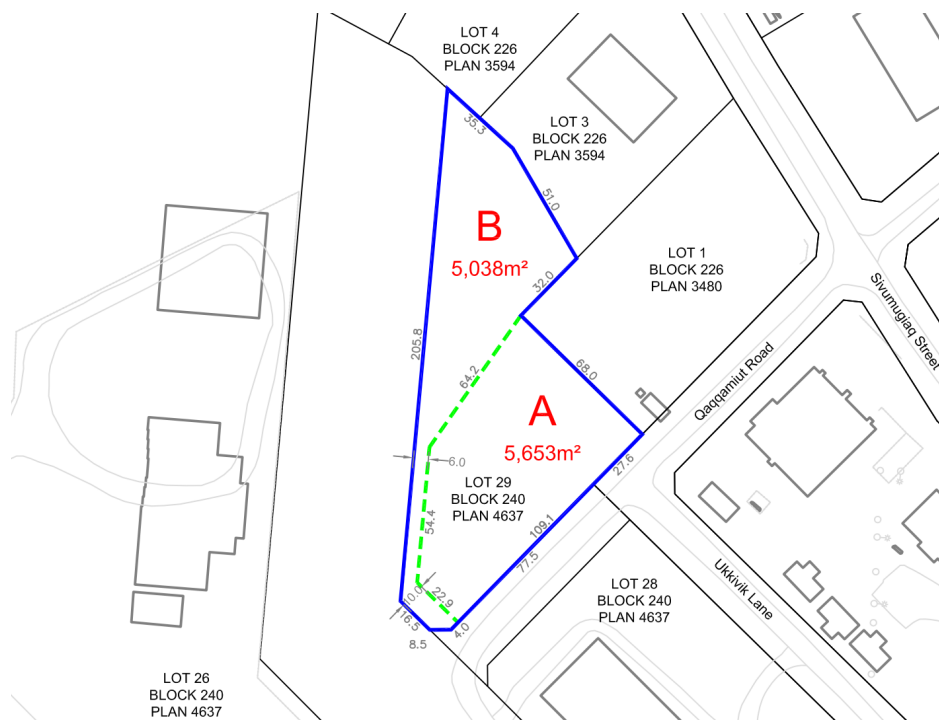 LOT 4
BLOCK 226
PLAN 3594
35.3
LOT 3
BLOCK 226
PLAN 3594
51.0
B
5,038m²
32.0
LOT 1
BLOCK 226
PLAN 3480
Sivumugiaq Street
205.8
64.2
68.0
Qaqqamiut Road
A
5,653m²
6.0
27.6
LOT 29
BLOCK 240
PLAN 4637
54.4
109.1
77.5
Ukkivik Lane
10.0
22.9
16.5
4.0
8.5
LOT 28
BLOCK 240
PLAN 4637
LOT 26
BLOCK 240
PLAN 4637